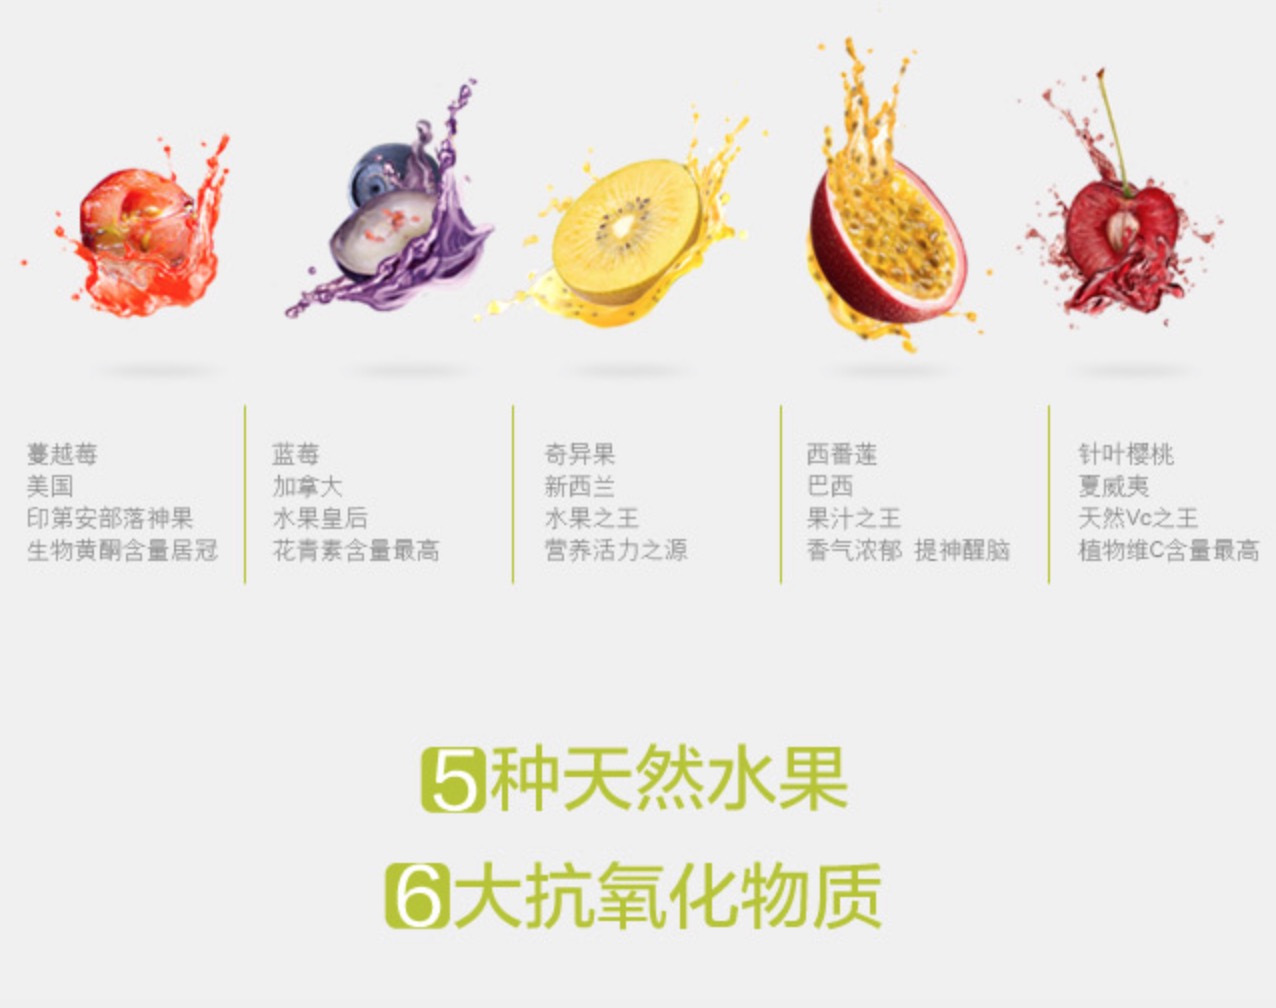 蔓越莓
美国
印第安部落神果
生物黄酮含量居冠
蓝莓
加拿大
水果皇后
花青素含量最高
奇异果
新西兰
水果之王
营养活力之源
西番莲
巴西
果汁之王
香气浓郁 提神醒脑
针叶樱桃
夏威夷
天然Vc之王
植物维C含量最高
5种天然水果
6大抗氧化物质